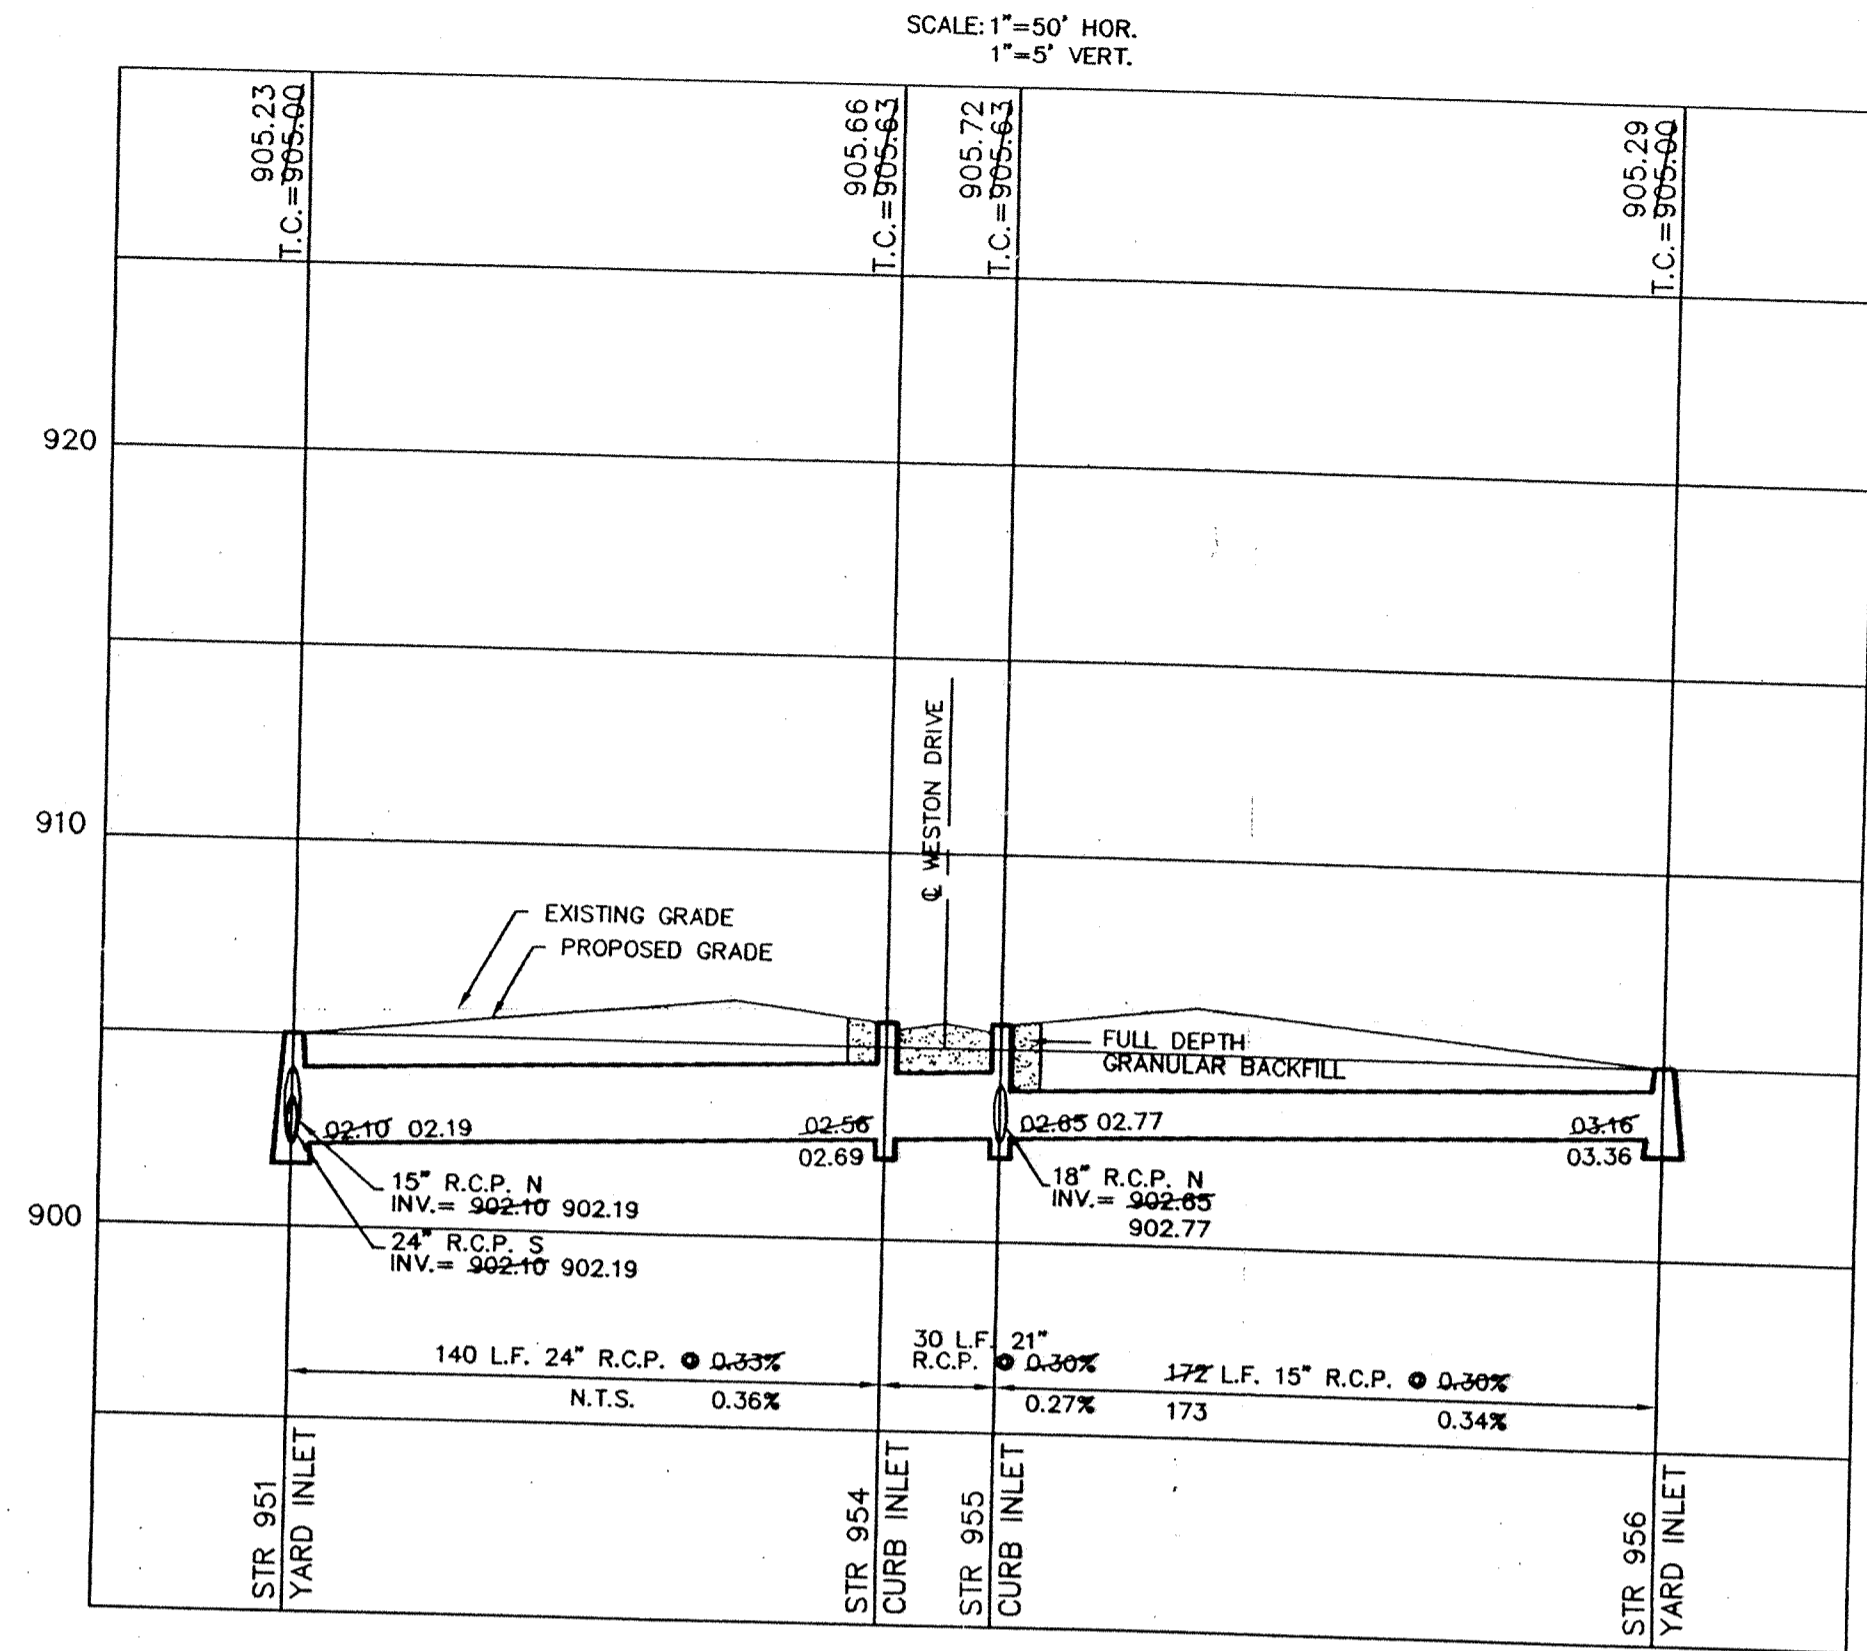 SCALE: 1"=50' HOR.
1"=5' VERT.
905.23
T.C.=905.00
905.66
T.C.=905.63
905.72
T.C.=905.63
905.29
T.C.=905.00
920
910
900
℄ WESTON DRIVE
EXISTING GRADE
PROPOSED GRADE
FULL DEPTH
GRANULAR BACKFILL
02.10 02.19
02.56
02.69
02.65 02.77
03.16
03.36
15" R.C.P. N
INV.= 902.10 902.19
24" R.C.P. S
INV.= 902.10 902.19
18" R.C.P. N
INV.= 902.65
902.77
140 L.F. 24" R.C.P. @ 0.33%
N.T.S. 0.36%
30 L.F. 21"
R.C.P. @ 0.30%
0.27%
172 L.F. 15" R.C.P. @ 0.30%
173 0.34%
STR 951
YARD INLET
STR 954
CURB INLET
STR 955
CURB INLET
STR 956
YARD INLET